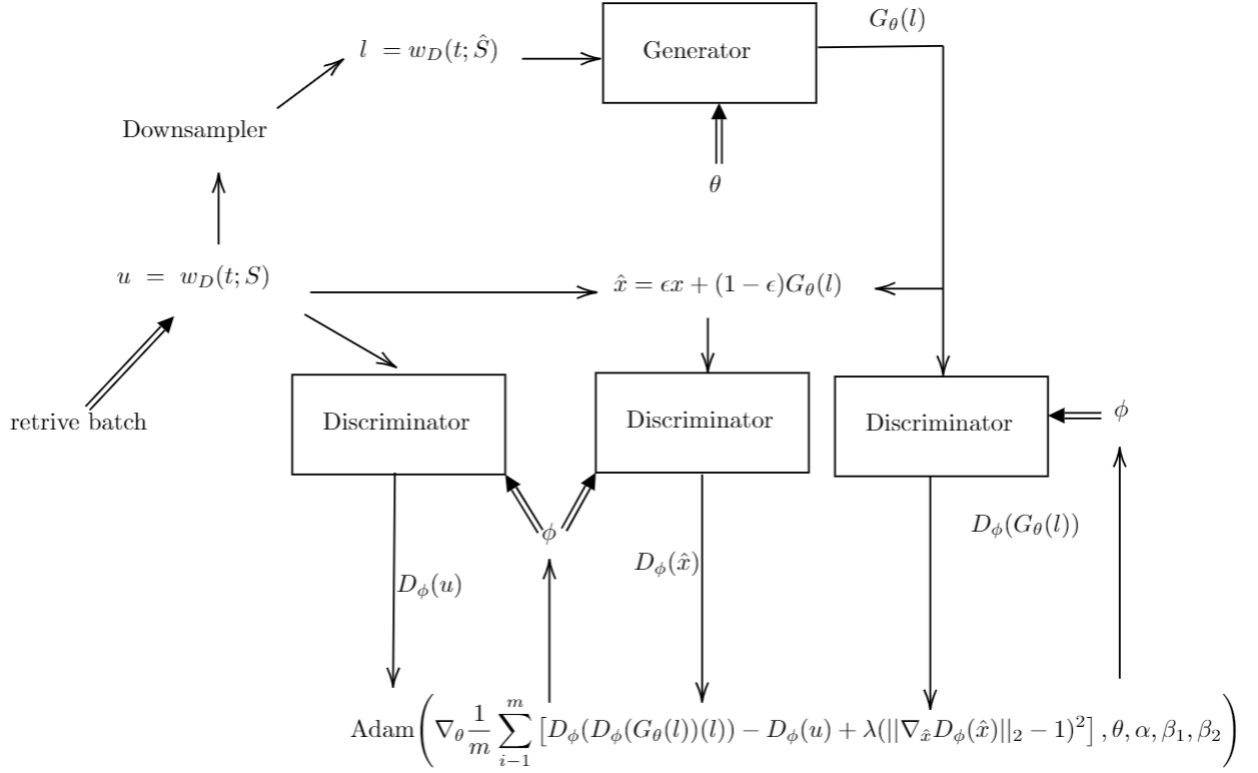 G_θ(l)
l = w_D(t; Ŝ)
Generator
Downsampler
θ
u = w_D(t; S)
x̂ = ϵx + (1 − ϵ)G_θ(l)
retrive batch
Discriminator
Discriminator
Discriminator
ϕ
ϕ
D_ϕ(G_θ(l))
D_ϕ(x̂)
D_ϕ(u)
Adam(∇_θ 1/m ∑_{i−1}^{m} [D_ϕ(D_ϕ(G_θ(l))(l)) − D_ϕ(u) + λ(||∇_x̂ D_ϕ(x̂)||_2 − 1)^2], θ, α, β_1, β_2)